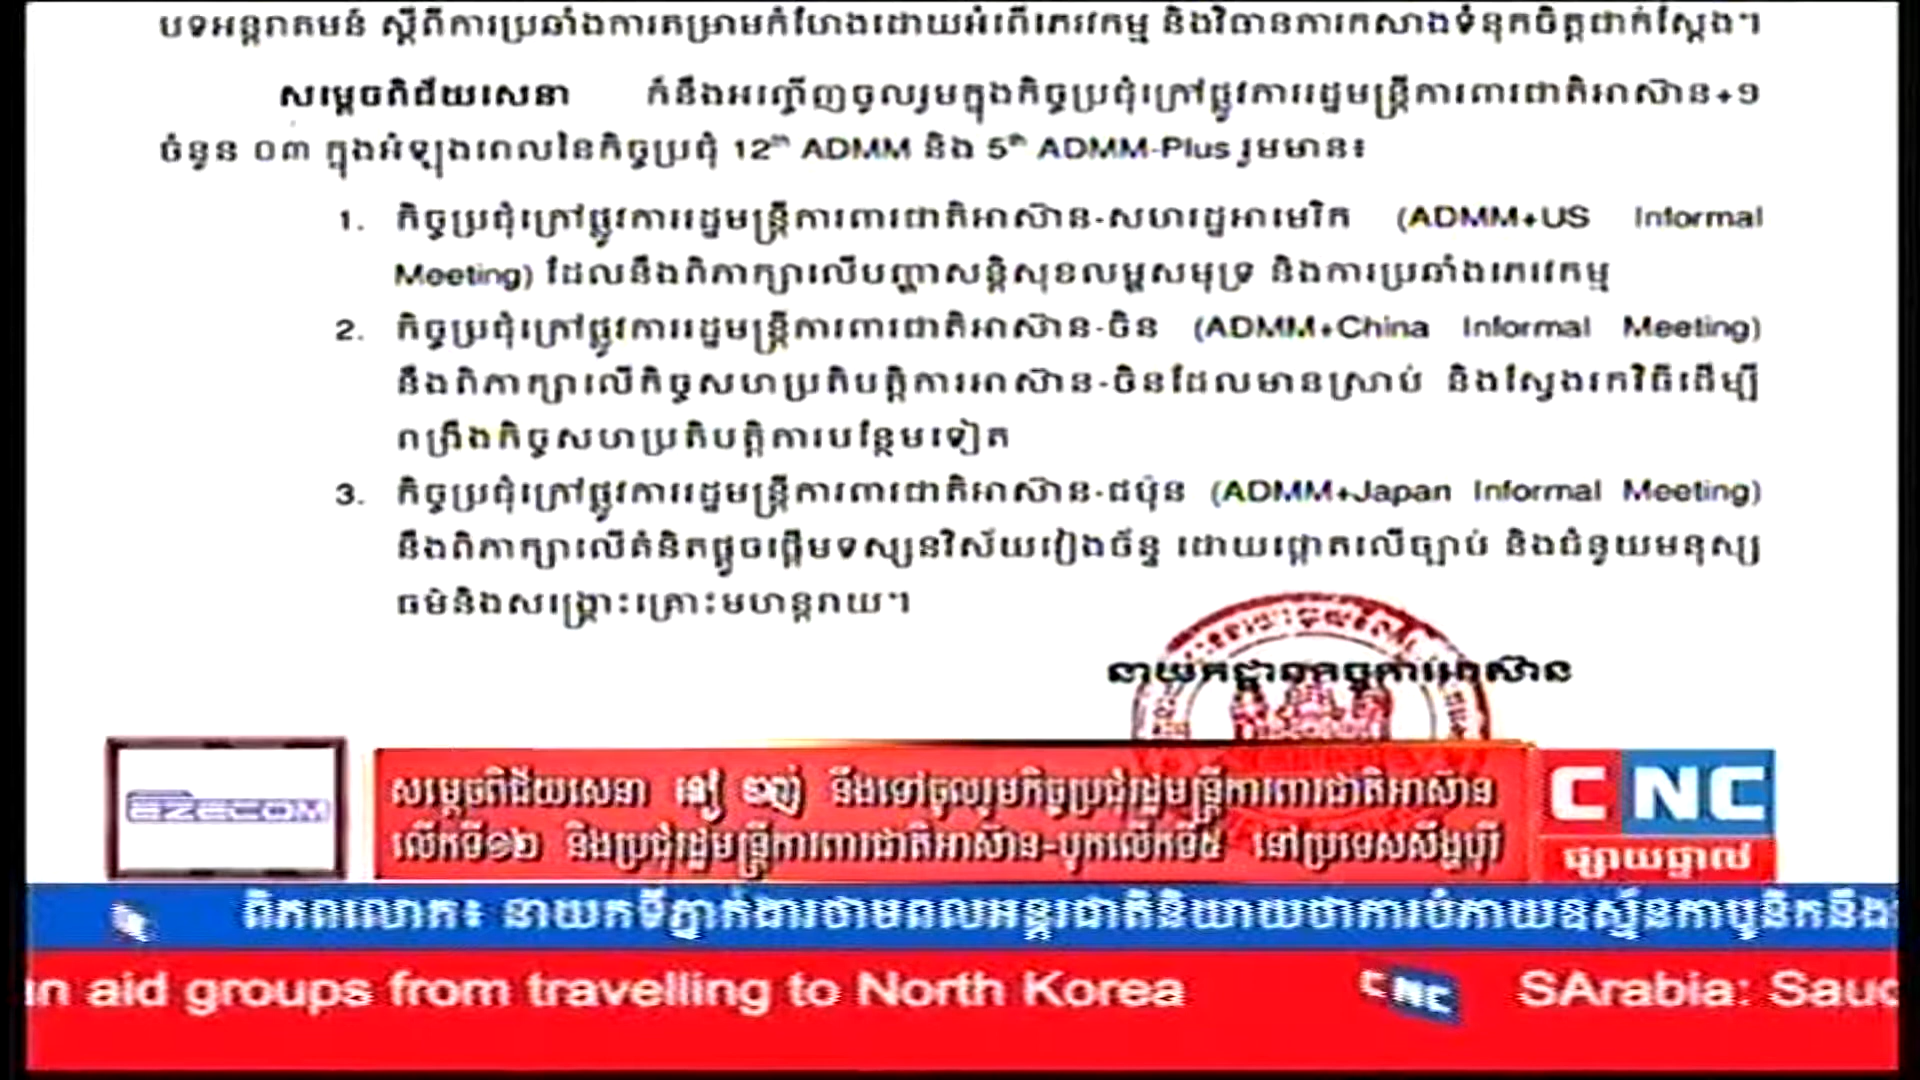 បទអន្តរាគមន៍ ស្តីពីការប្រឆាំងការគម្រាមកំហែងដោយអំពើភេរវកម្ម និងវិធានការកសាងទំនុកចិត្តជាក់ស្តែង។
សម្តេចពិជ័យសេនា ក៏នឹងអញ្ជើញចូលរួមក្នុងកិច្ចប្រជុំក្រៅផ្លូវការរដ្ឋមន្ត្រីការពារជាតិអាស៊ាន+១
ចំនួន ០៣ ក្នុងអំឡុងពេលនៃកិច្ចប្រជុំ 12th ADMM និង 5th ADMM-Plus រួមមាន៖
1. កិច្ចប្រជុំក្រៅផ្លូវការរដ្ឋមន្ត្រីការពារជាតិអាស៊ាន-សហរដ្ឋអាមេរិក (ADMM+US Informal
Meeting) ដែលនឹងពិភាក្សាលើបញ្ហាសន្តិសុខលម្ហសមុទ្រ និងការប្រឆាំងភេរវកម្ម
2. កិច្ចប្រជុំក្រៅផ្លូវការរដ្ឋមន្ត្រីការពារជាតិអាស៊ាន-ចិន (ADMM+China Informal Meeting)
នឹងពិភាក្សាលើកិច្ចសហប្រតិបត្តិការអាស៊ាន-ចិនដែលមានស្រាប់ និងស្វែងរកវិធីដើម្បី
ពង្រឹងកិច្ចសហប្រតិបត្តិការបន្ថែមទៀត
3. កិច្ចប្រជុំក្រៅផ្លូវការរដ្ឋមន្ត្រីការពារជាតិអាស៊ាន-ជប៉ុន (ADMM+Japan Informal Meeting)
នឹងពិភាក្សាលើគំនិតផ្តួចផ្តើមទស្សនវិស័យវៀងច័ន្ទ ដោយផ្តោតលើច្បាប់ និងជំនួយមនុស្ស
ធម៌និងសង្គ្រោះគ្រោះមហន្តរាយ។
នាយកដ្ឋានកិច្ចការអាស៊ាន
EZECOM
សម្តេចពិជ័យសេនា ទៀ បាញ់ នឹងទៅចូលរួមកិច្ចប្រជុំរដ្ឋមន្ត្រីការពារជាតិអាស៊ាន
លើកទី១២ និងប្រជុំរដ្ឋមន្ត្រីការពារជាតិអាស៊ាន-បូកលើកទី៥ នៅប្រទេសសិង្ហបុរី
CNC
ផ្សាយផ្ទាល់
ពិភពលោក៖ នាយកទីភ្នាក់ងារថាមពលអន្តរជាតិនិយាយថាការបំភាយឧស្ម័នកាបូនិកនឹង
n aid groups from travelling to North Korea CNC SArabia: Saud